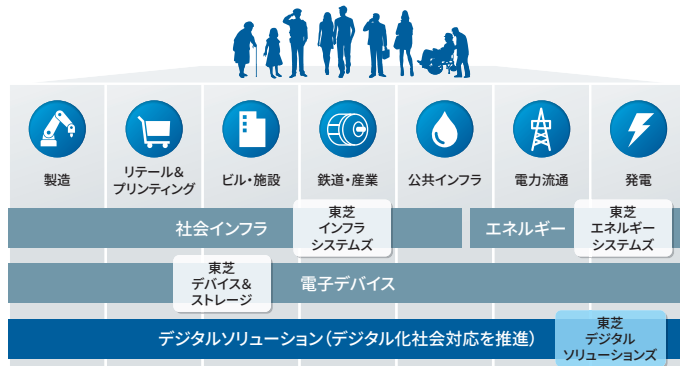 製造
リテール&
プリンティング
ビル・施設
鉄道・産業
公共インフラ
電力流通
発電
社会インフラ
東芝
インフラ
システムズ
エネルギー
東芝
エネルギー
システムズ
東芝
デバイス&
ストレージ
電子デバイス
デジタルソリューション（デジタル化社会対応を推進）
東芝
デジタル
ソリューションズ